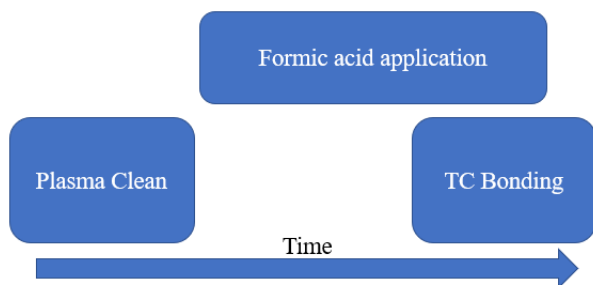 Formic acid application
Plasma Clean
TC Bonding
Time